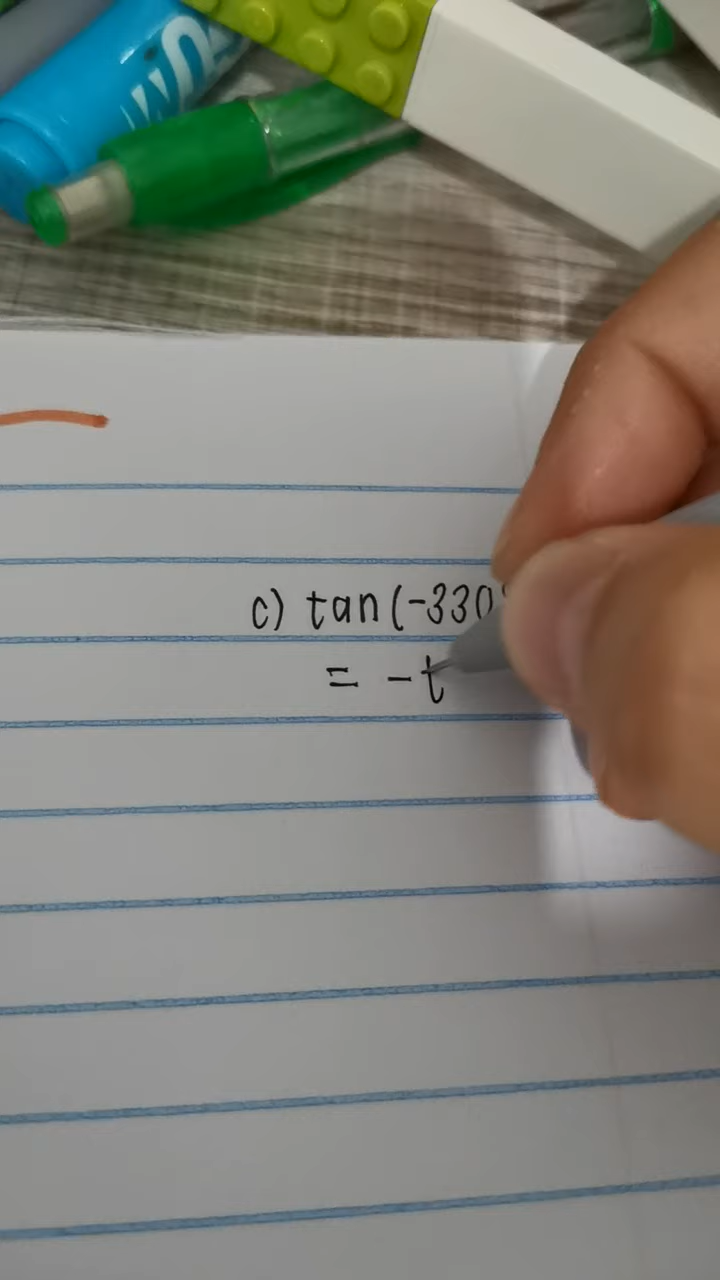 c) tan(-330°
= -t